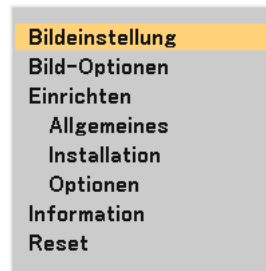 Bildeinstellung
Bild-Optionen
Einrichten
Allgemeines
Installation
Optionen
Information
Reset